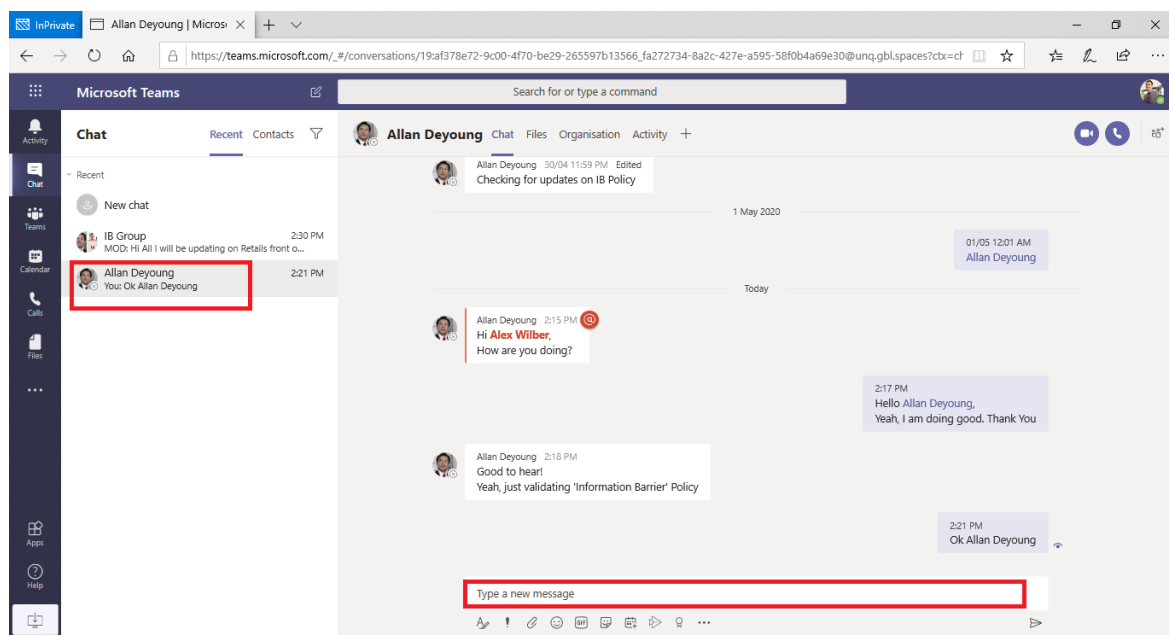 InPrivate
Allan Deyoung | Micros
https://teams.microsoft.com/_#/conversations/19:af378e72-9c00-4f70-be29-265597b13566_fa272734-8a2c-427e-a595-58f0b4a69e30@unq.gbl.spaces?ctx=ch
Microsoft Teams
Search for or type a command
Activity
Chat
Teams
Calendar
Calls
Files
Apps
Help
Chat
Recent Contacts
Recent
New chat
IB Group 2:30 PM
MOD: Hi All I will be updating on Retails front o...
Allan Deyoung 2:21 PM
You: Ok Allan Deyoung
Allan Deyoung Chat Files Organisation Activity
Allan Deyoung 30/04 11:59 PM Edited
Checking for updates on IB Policy
1 May 2020
01/05 12:01 AM
Allan Deyoung
Today
Allan Deyoung 2:15 PM @
Hi Alex Wilber,
How are you doing?
2:17 PM
Hello Allan Deyoung,
Yeah, I am doing good. Thank You
Allan Deyoung 2:18 PM
Good to hear!
Yeah, just validating 'Information Barrier' Policy
2:21 PM
Ok Allan Deyoung
Type a new message
GIF